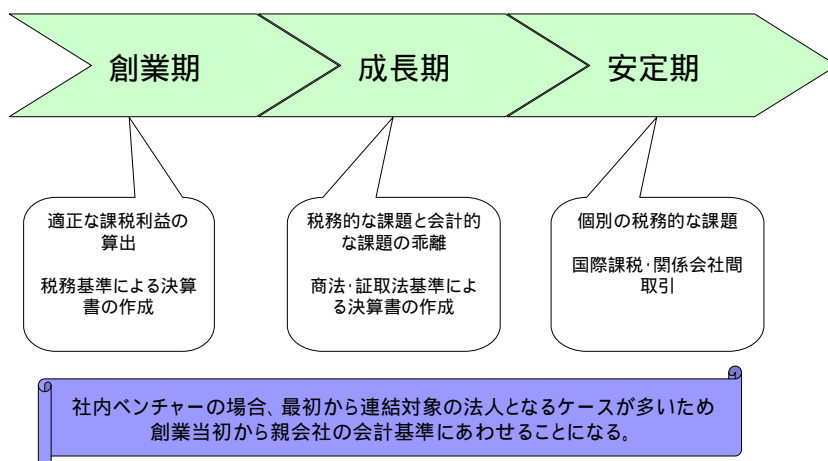 創業期
成長期
安定期
適正な課税利益の
算出
税務基準による決算
書の作成
税務的な課題と会計的
な課題の乖離
商法・証取法基準によ
る決算書の作成
個別の税務的な課題
国際課税・関係会社間
取引
社内ベンチャーの場合、最初から連結対象の法人となるケースが多いため
創業当初から親会社の会計基準にあわせることになる。